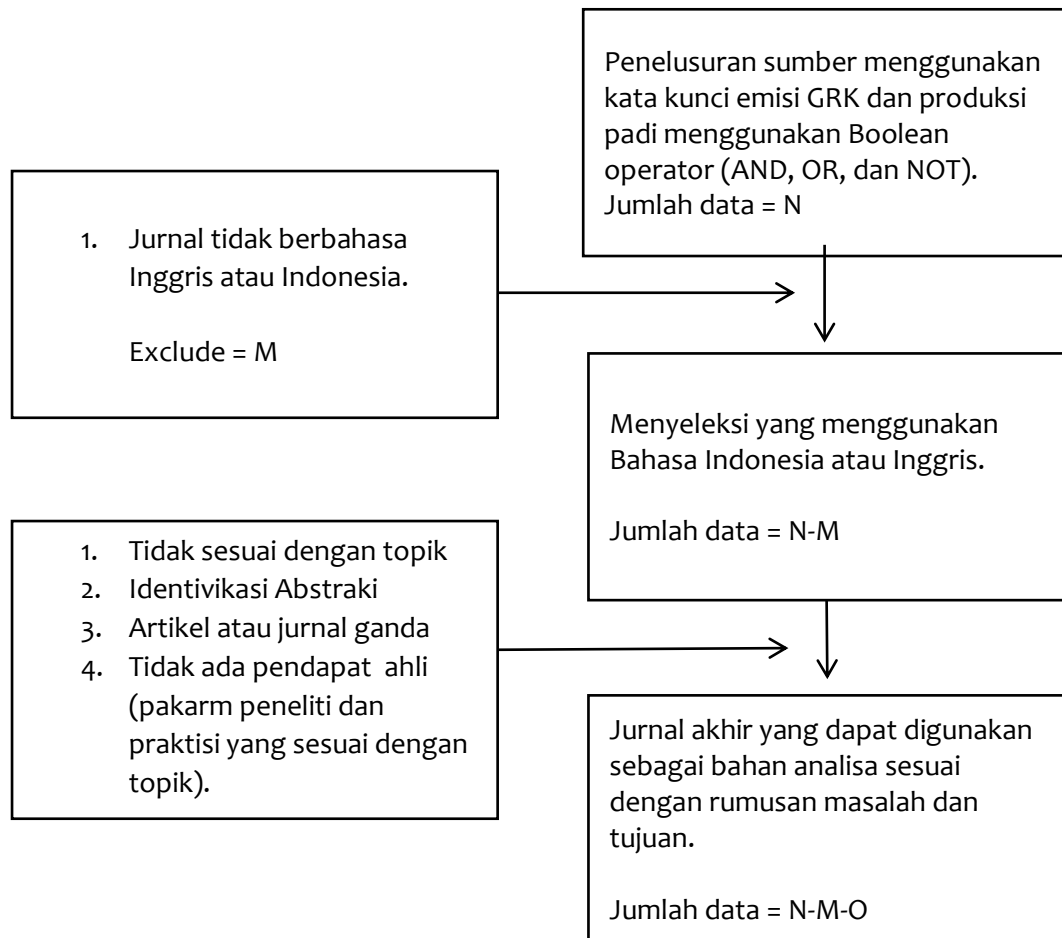 Penelusuran sumber menggunakan
kata kunci emisi GRK dan produksi
padi menggunakan Boolean
operator (AND, OR, dan NOT).
Jumlah data = N
1. Jurnal tidak berbahasa
Inggris atau Indonesia.
Exclude = M
Menyeleksi yang menggunakan
Bahasa Indonesia atau Inggris.
Jumlah data = N-M
1. Tidak sesuai dengan topik
2. Identivikasi Abstraki
3. Artikel atau jurnal ganda
4. Tidak ada pendapat ahli
(pakarm peneliti dan
praktisi yang sesuai dengan
topik).
Jurnal akhir yang dapat digunakan
sebagai bahan analisa sesuai
dengan rumusan masalah dan
tujuan.
Jumlah data = N-M-O